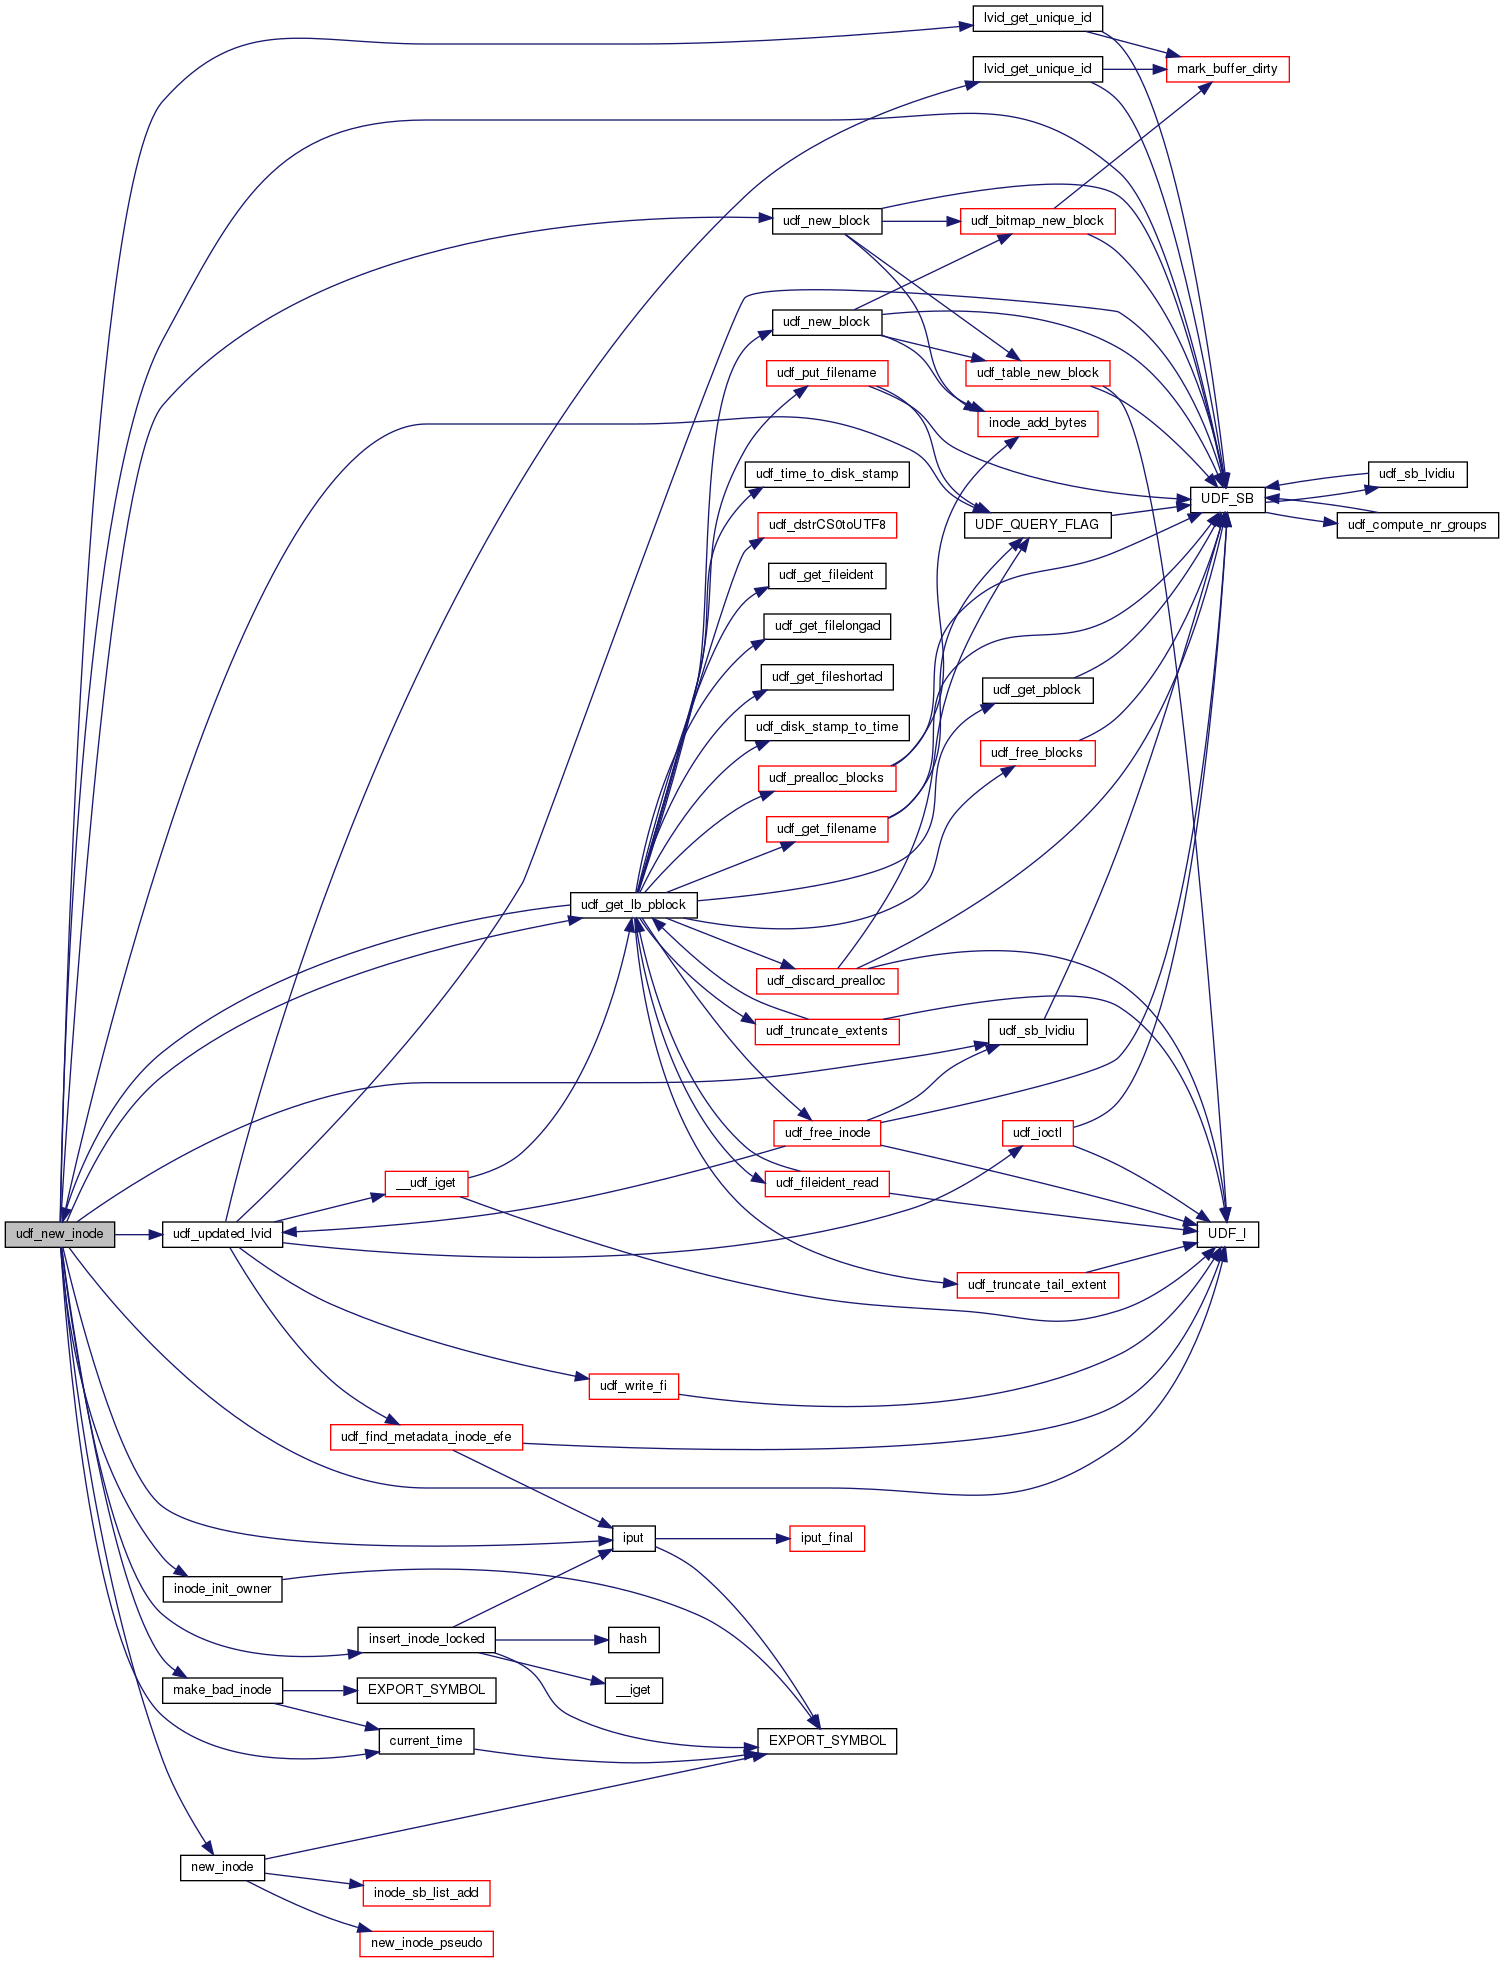 lvid_get_unique_id
lvid_get_unique_id
mark_buffer_dirty
udf_new_block
udf_bitmap_new_block
udf_new_block
udf_put_filename
udf_table_new_block
inode_add_bytes
udf_time_to_disk_stamp
udf_sb_lvidiu
UDF_SB
udf_dstrCS0toUTF8
UDF_QUERY_FLAG
udf_compute_nr_groups
udf_get_fileident
udf_get_filelongad
udf_get_fileshortad
udf_get_pblock
udf_disk_stamp_to_time
udf_free_blocks
udf_prealloc_blocks
udf_get_filename
udf_get_lb_pblock
udf_discard_prealloc
udf_truncate_extents
udf_sb_lvidiu
udf_free_inode
udf_ioctl
__udf_iget
udf_fileident_read
udf_new_inode
udf_updated_lvid
UDF_I
udf_truncate_tail_extent
udf_write_fi
udf_find_metadata_inode_efe
iput
iput_final
inode_init_owner
insert_inode_locked
hash
make_bad_inode
EXPORT_SYMBOL
__iget
current_time
EXPORT_SYMBOL
new_inode
inode_sb_list_add
new_inode_pseudo